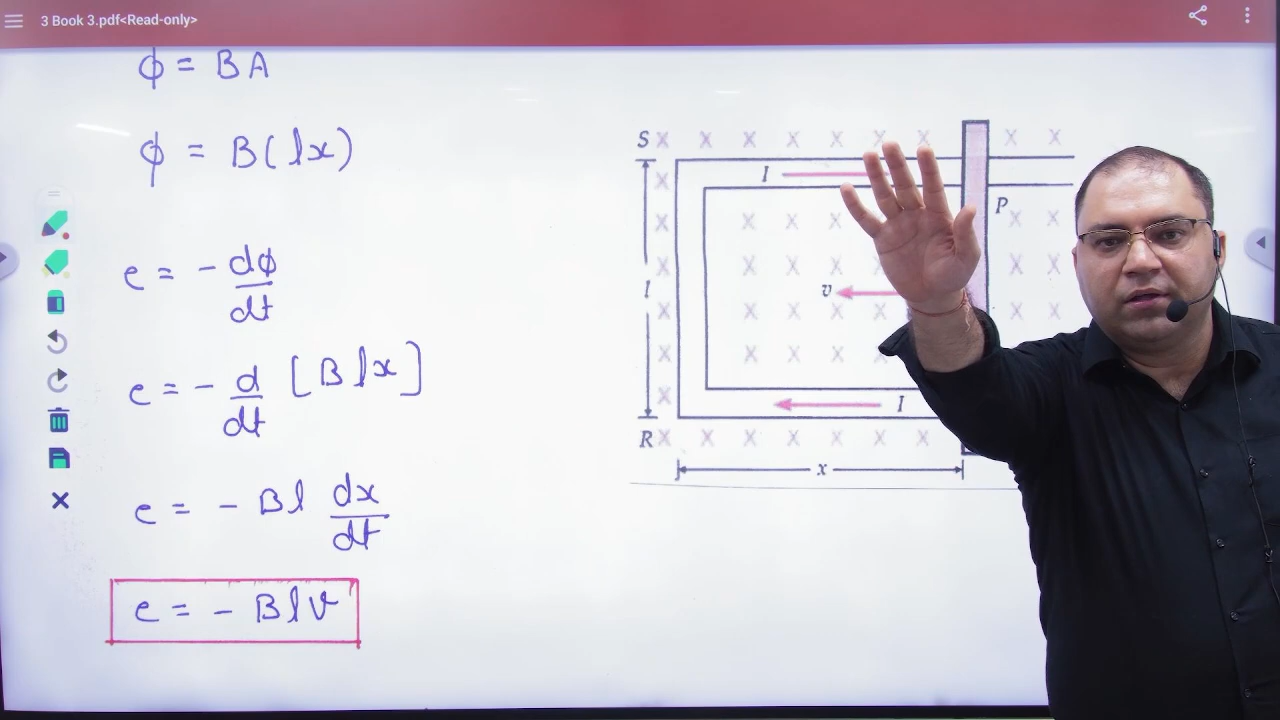 3 Book 3.pdf<Read-only>
ϕ = BA
ϕ = B(lx)
e = - dϕ/dt
e = - d/dt [Blx]
e = - Bl dx/dt
e = - Blv
S
I
P
l
v
I
R
x